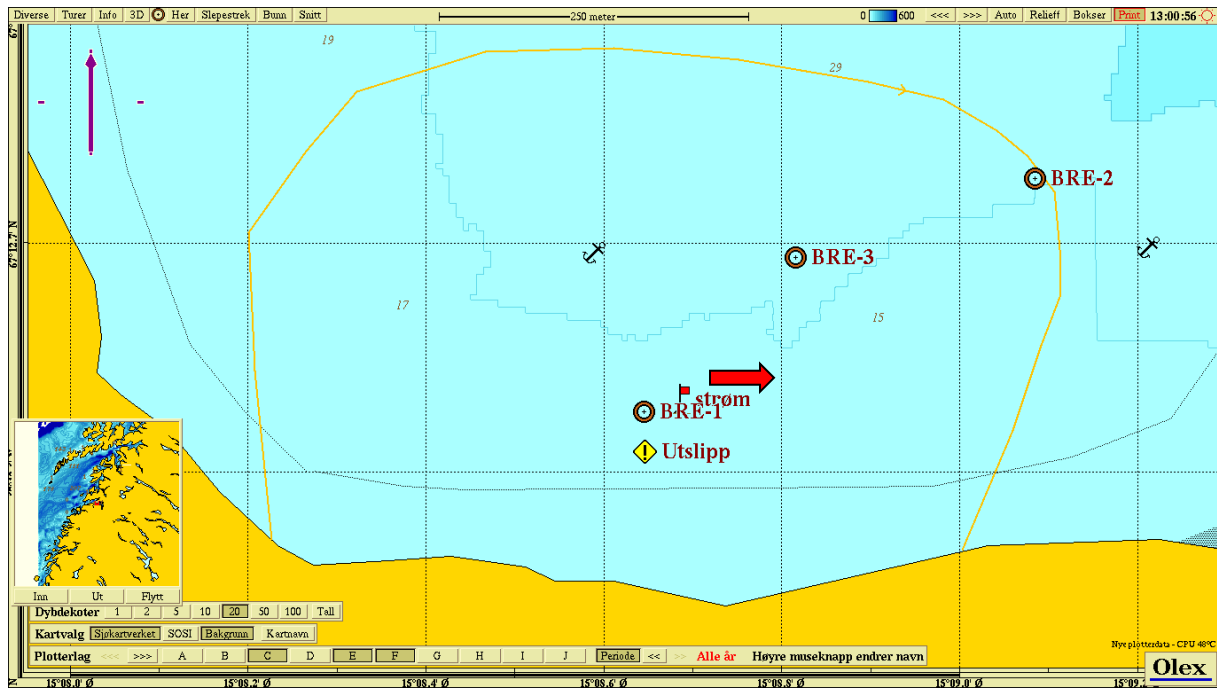 Diverse Turer Info 3D Her Slepestrek Bunn Snitt 250 meter 0 600 <<< >>> Auto Relieff Bokser Print 13:00:56
19
29
17
15
67°12.7' N
BRE-2
BRE-3
strøm
BRE-1
Utslipp
Inn Ut Flytt
Dybdekoter 1 2 5 10 20 50 100 Tall
Kartvalg Sjøkartverket SOSI Bakgrunn Kartnavn
Plotterlag <<< >>> A B C D E F G H I J Periode << >> Alle år Høyre museknapp endrer navn
Nye plotterdata - CPU 48°C
Olex
15°08.0' Ø 15°08.2' Ø 15°08.4' Ø 15°08.6' Ø 15°08.8' Ø 15°09.0' Ø